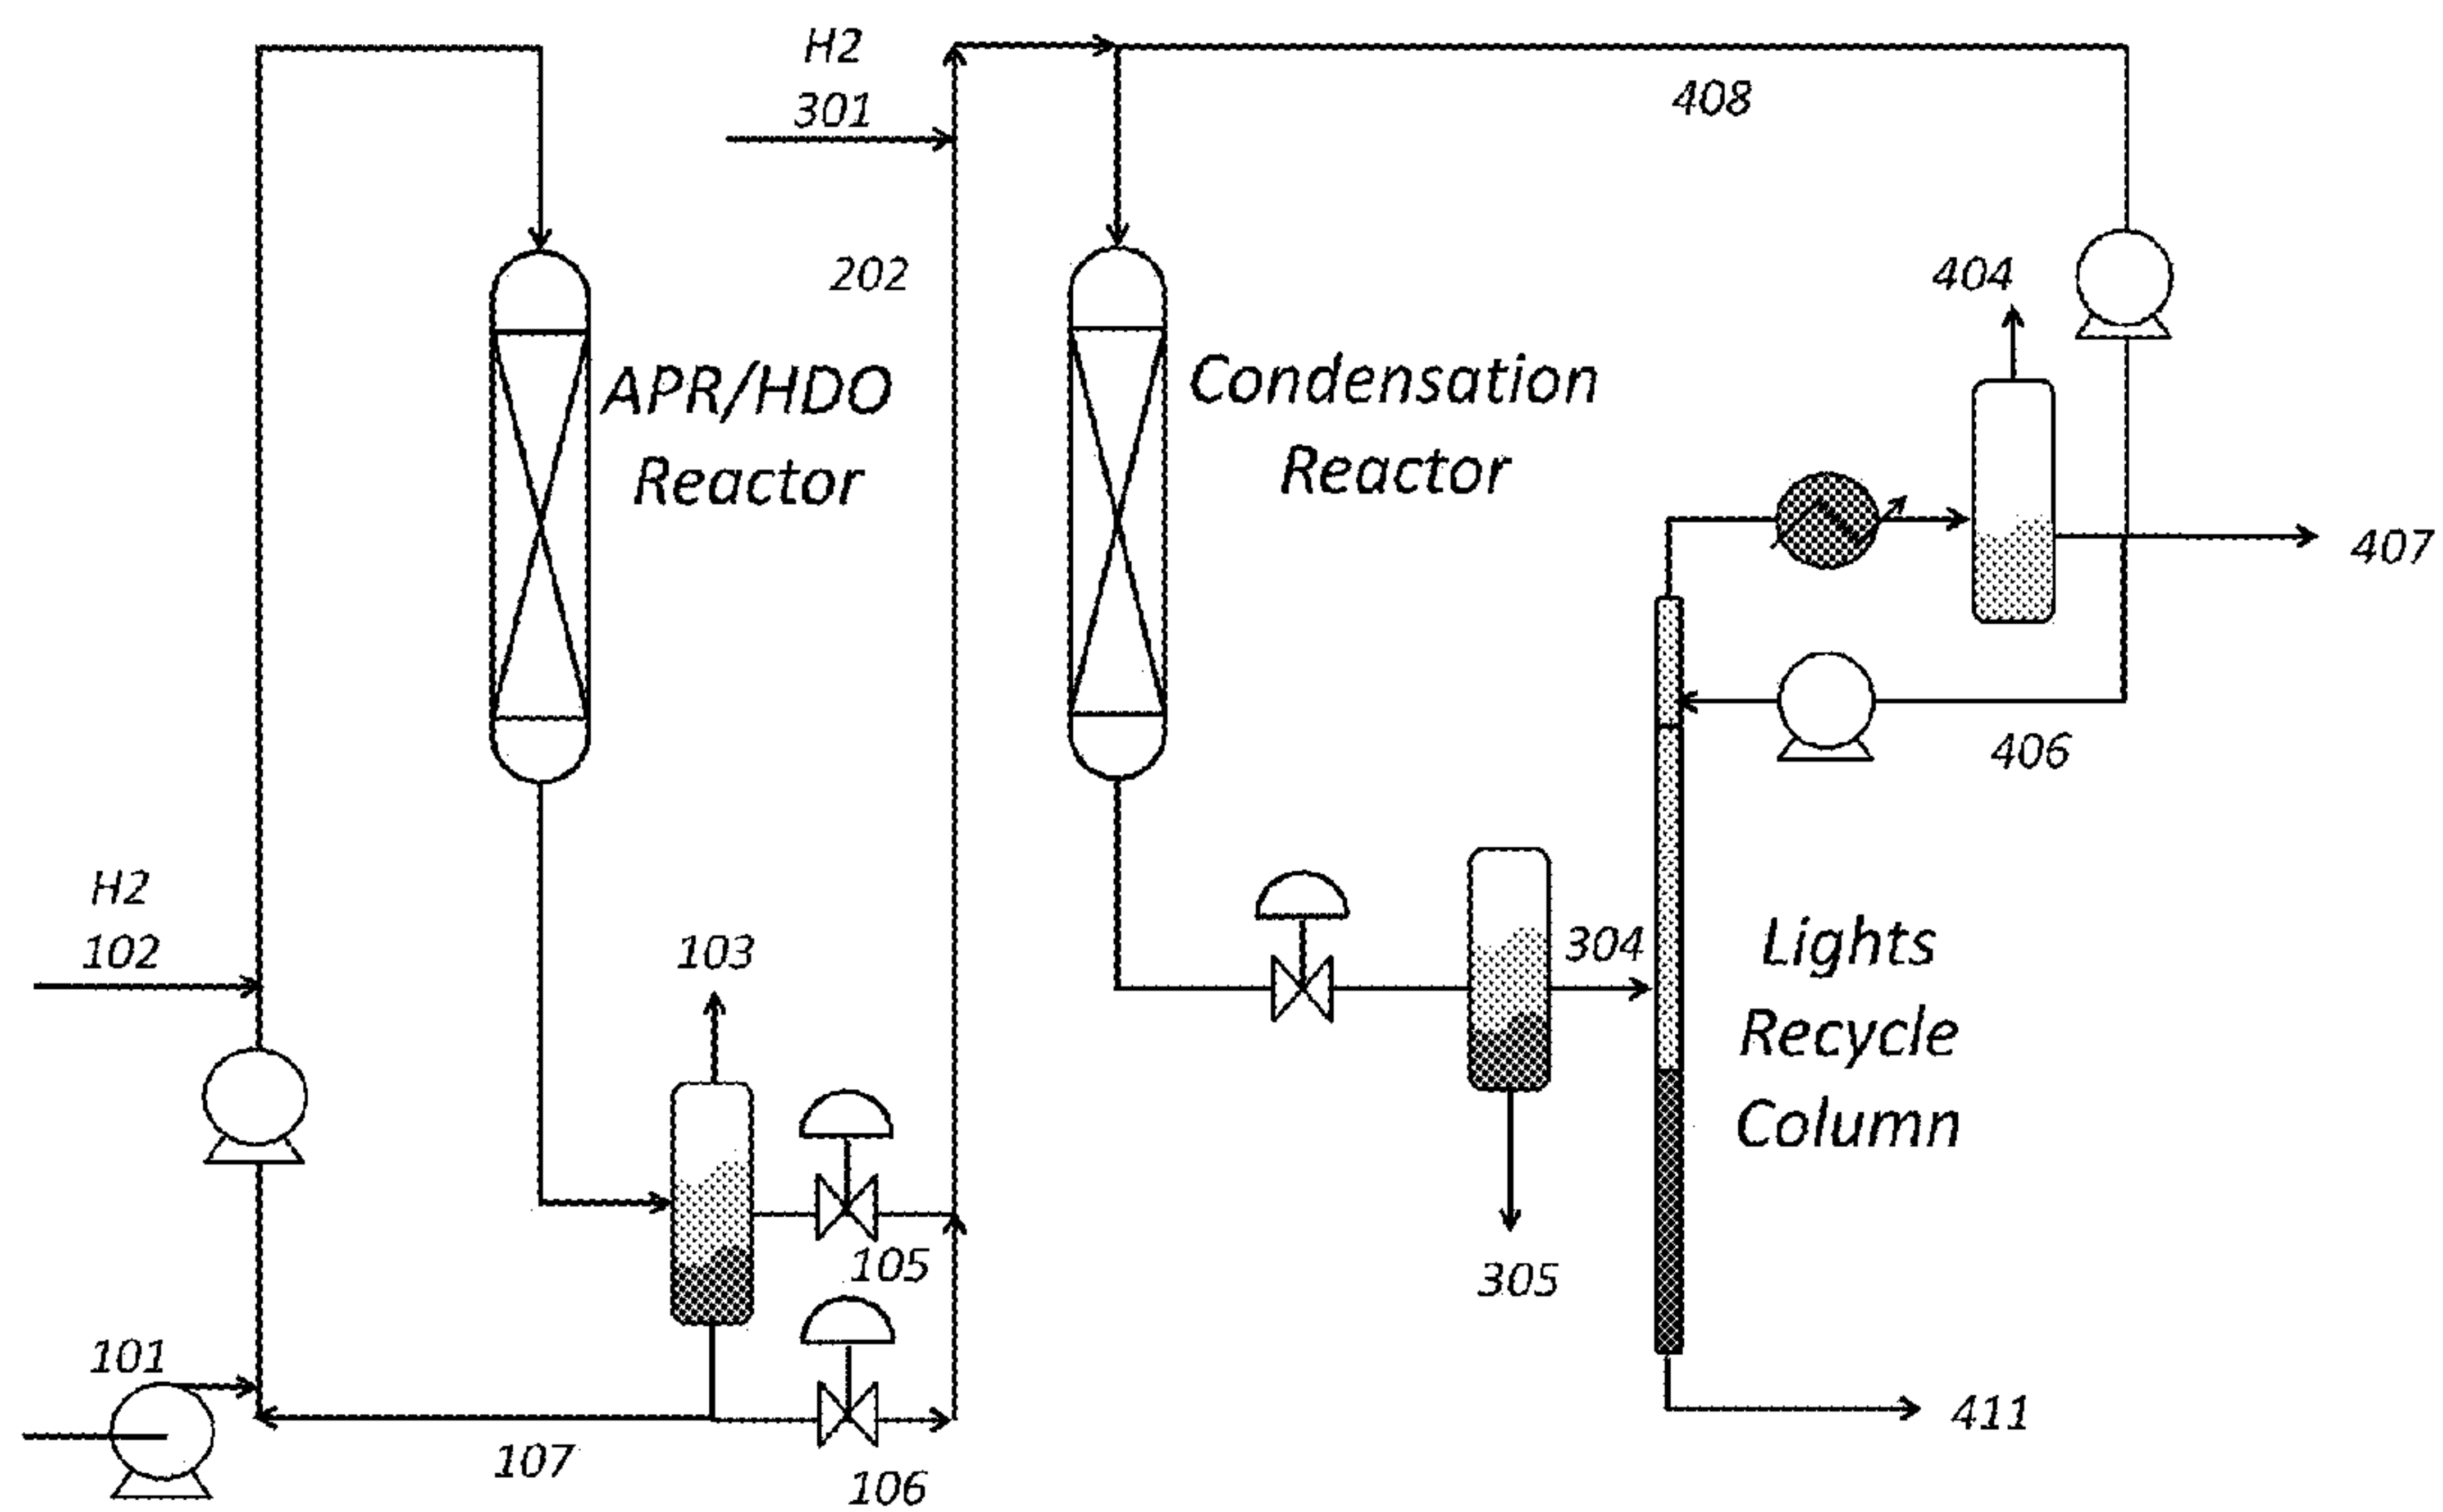 H2
301
408
202
404
APR/HDO
Reactor
Condensation
Reactor
407
406
H2
102
103
304
Lights
Recycle
Column
105
305
101
107
106
411